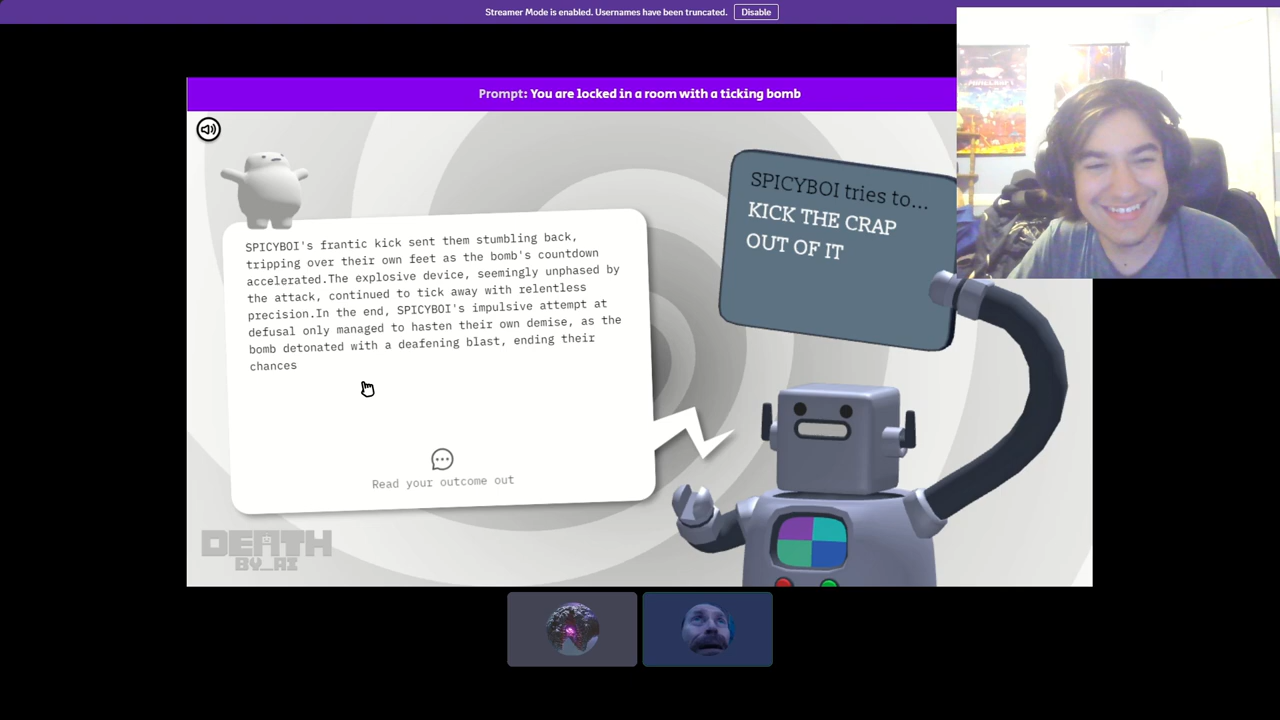 Streamer Mode is enabled. Usernames have been truncated. Disable
Prompt: You are locked in a room with a ticking bomb
MINECRAFT
SPICYBOI tries to...
KICK THE CRAP
OUT OF IT
SPICYBOI's frantic kick sent them stumbling back,
tripping over their own feet as the bomb's countdown
accelerated.The explosive device, seemingly unphased by
the attack, continued to tick away with relentless
precision.In the end, SPICYBOI's impulsive attempt at
defusal only managed to hasten their own demise, as the
bomb detonated with a deafening blast, ending their
chances
Read your outcome out
DEATH
BY_AI